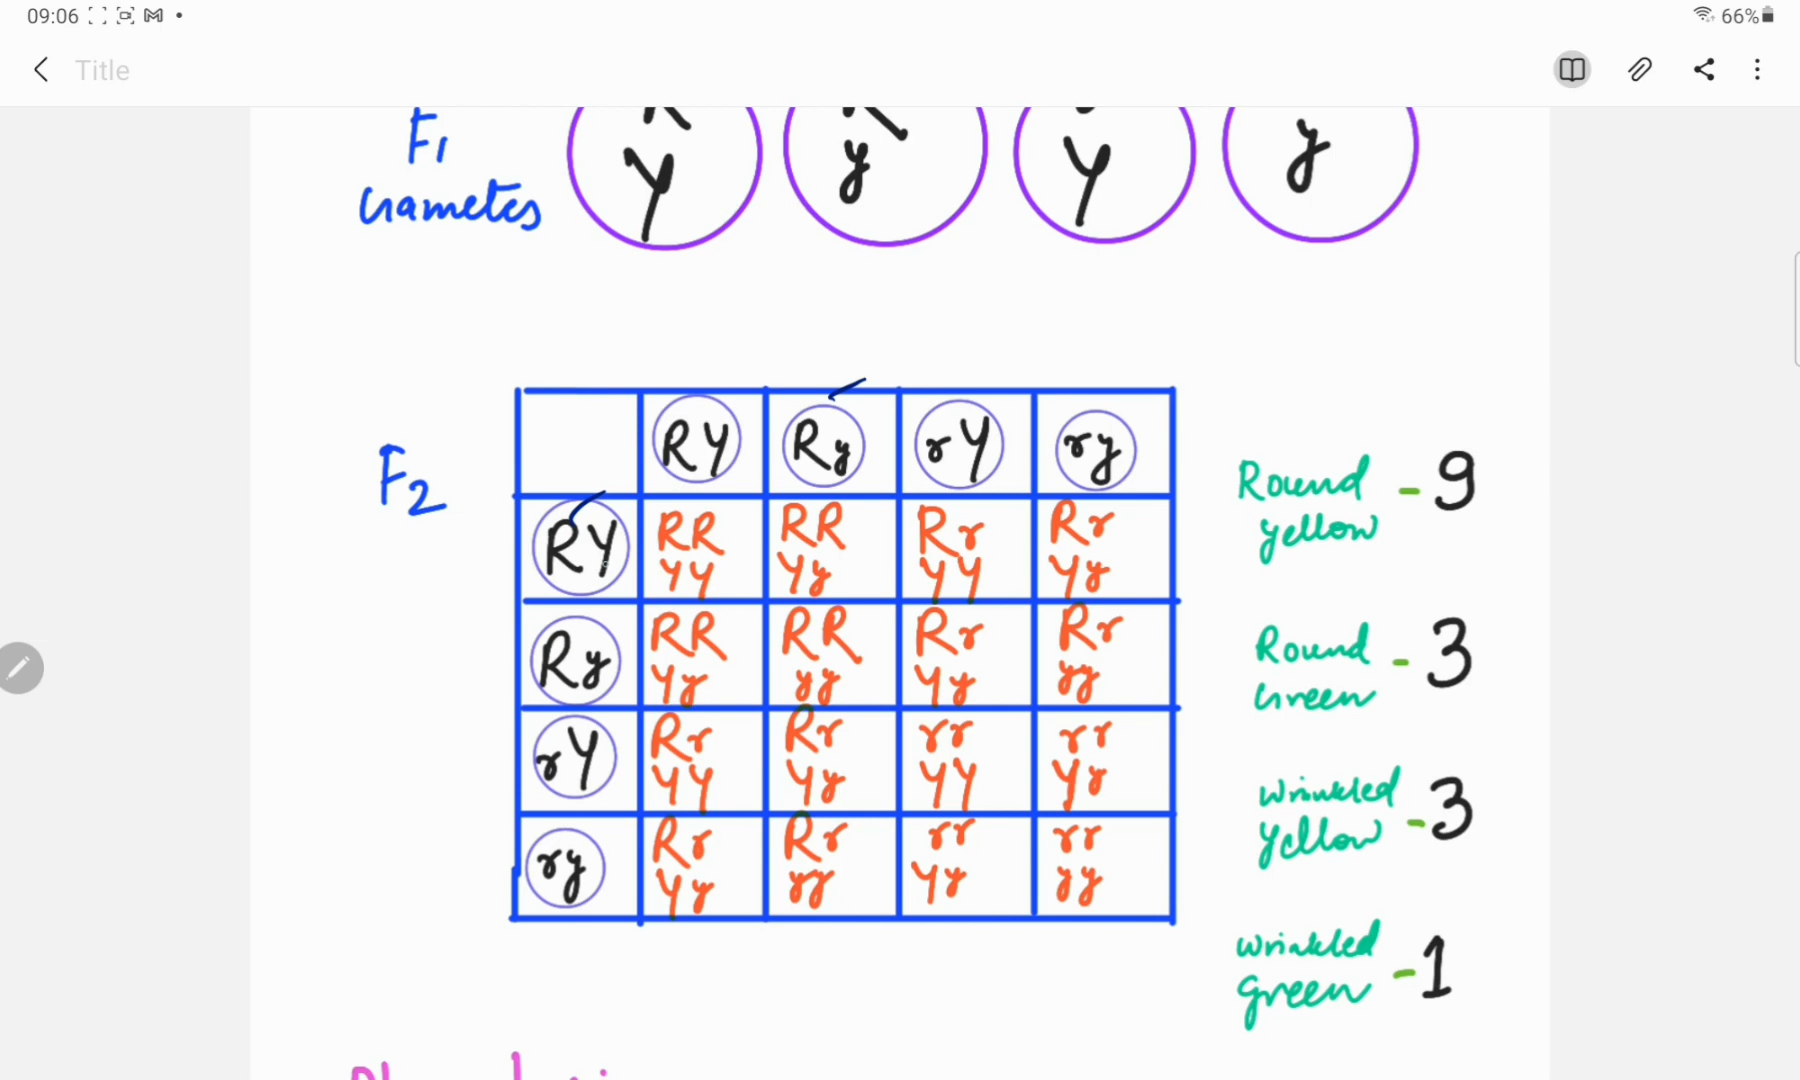 09:06
66%
Title
F1
Gametes
Y y Y y
RY Ry rY ry
F2
RY RR RR Rr Rr
YY Yy YY Yy
Ry RR RR Rr Rr
Yy yy Yy yy
rY Rr Rr rr rr
YY Yy YY Yy
ry Rr Rr rr rr
Yy yy Yy yy
Round - 9
yellow
Round - 3
Green
Wrinkled - 3
Yellow
Wrinkled - 1
green